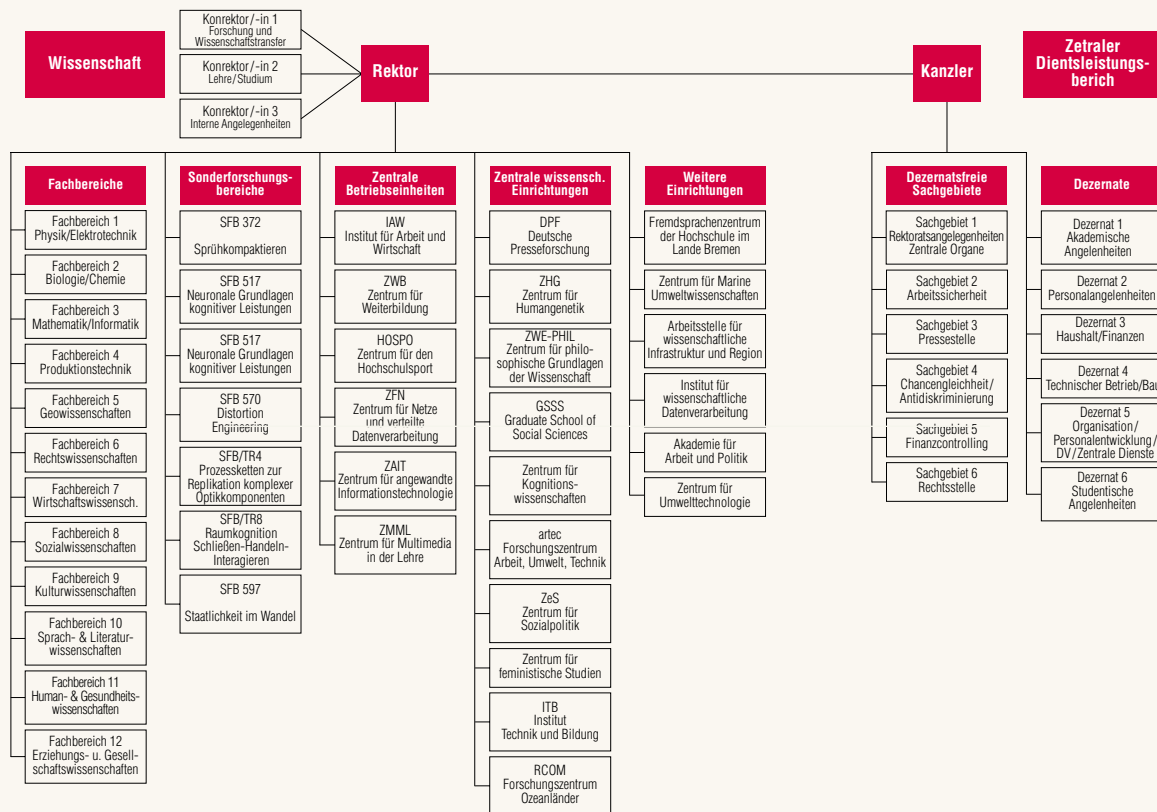 Wissenschaft
Konrektor/-in 1
Forschung und
Wissenschaftstransfer
Konrektor/-in 2
Lehre/Studium
Konrektor/-in 3
Interne Angelegenheiten
Rektor
Kanzler
Zetraler
Dientsleistungs-
berich
Fachbereiche
Fachbereich 1
Physik/Elektrotechnik
Fachbereich 2
Biologie/Chemie
Fachbereich 3
Mathematik/Informatik
Fachbereich 4
Produktionstechnik
Fachbereich 5
Geowissenschaften
Fachbereich 6
Rechtswissenschaften
Fachbereich 7
Wirtschaftswissensch.
Fachbereich 8
Sozialwissenschaften
Fachbereich 9
Kulturwissenschaften
Fachbereich 10
Sprach- & Literatur-
wissenschaften
Fachbereich 11
Human- & Gesundheits-
wissenschaften
Fachbereich 12
Erziehungs- u. Gesell-
schaftswissenschaften
Sonderforschungs-
bereiche
SFB 372
Sprühkompaktieren
SFB 517
Neuronale Grundlagen
kognitiver Leistungen
SFB 517
Neuronale Grundlagen
kognitiver Leistungen
SFB 570
Distortion
Engineering
SFB/TR4
Prozessketten zur
Replikation komplexer
Optikkomponenten
SFB/TR8
Raumkognition
Schließen-Handeln-
Interagieren
SFB 597
Staatlichkeit im Wandel
Zentrale
Betriebseinheiten
IAW
Institut für Arbeit und
Wirtschaft
ZWB
Zentrum für
Weiterbildung
HOSPO
Zentrum für den
Hochschulsport
ZFN
Zentrum für Netze
und verteilte
Datenverarbeitung
ZAIT
Zentrum für angewandte
Informationstechnologie
ZMML
Zentrum für Multimedia
in der Lehre
Zentrale wissensch.
Einrichtungen
DPF
Deutsche
Presseforschung
ZHG
Zentrum für
Humangenetik
ZWE-PHIL
Zentrum für philo-
sophische Grundlagen
der Wissenschaft
GSSS
Graduate School of
Social Sciences
Zentrum für
Kognitions-
wissenschaften
artec
Forschungszentrum
Arbeit, Umwelt, Technik
ZeS
Zentrum für
Sozialpolitik
Zentrum für
feministische Studien
ITB
Institut
Technik und Bildung
RCOM
Forschungszentrum
Ozeanländer
Weitere
Einrichtungen
Fremdsprachenzentrum
der Hochschule im
Lande Bremen
Zentrum für Marine
Umweltwissenschaften
Arbeitsstelle für
wissenschaftliche
Infrastruktur und Region
Institut für
wissenschaftliche
Datenverarbeitung
Akademie für
Arbeit und Politik
Zentrum für
Umwelttechnologie
Dezernatsfreie
Sachgebiete
Sachgebiet 1
Rektoratsangelegenheiten
Zentrale Organe
Sachgebiet 2
Arbeitssicherheit
Sachgebiet 3
Pressestelle
Sachgebiet 4
Chancengleichheit/
Antidiskriminierung
Sachgebiet 5
Finanzcontrolling
Sachgebiet 6
Rechtsstelle
Dezernate
Dezernat 1
Akademische
Angelenheiten
Dezernat 2
Personalangelenheiten
Dezernat 3
Haushalt/Finanzen
Dezernat 4
Technischer Betrieb/Bau
Dezernat 5
Organisation/
Personalentwicklung/
DV/Zentrale Dienste
Dezernat 6
Studentische
Angelenheiten